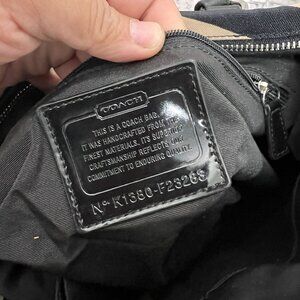 COACH
THIS IS A COACH BAG.
IT WAS HANDCRAFTED FROM THE
FINEST MATERIALS. ITS SUPERIOR
CRAFTSMANSHIP REFLECTS OUR
COMMITMENT TO ENDURING QUALITY.
Nº K1380-F23283